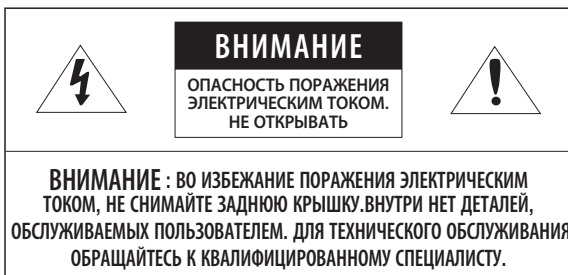 ВНИМАНИЕ
ОПАСНОСТЬ ПОРАЖЕНИЯ
ЭЛЕКТРИЧЕСКИМ ТОКОМ.
НЕ ОТКРЫВАТЬ
ВНИМАНИЕ : ВО ИЗБЕЖАНИЕ ПОРАЖЕНИЯ ЭЛЕКТРИЧЕСКИМ
ТОКОМ, НЕ СНИМАЙТЕ ЗАДНЮЮ КРЫШКУ.ВНУТРИ НЕТ ДЕТАЛЕЙ,
ОБСЛУЖИВАЕМЫХ ПОЛЬЗОВАТЕЛЕМ. ДЛЯ ТЕХНИЧЕСКОГО ОБСЛУЖИВАНИЯ
ОБРАЩАЙТЕСЬ К КВАЛИФИЦИРОВАННОМУ СПЕЦИАЛИСТУ.